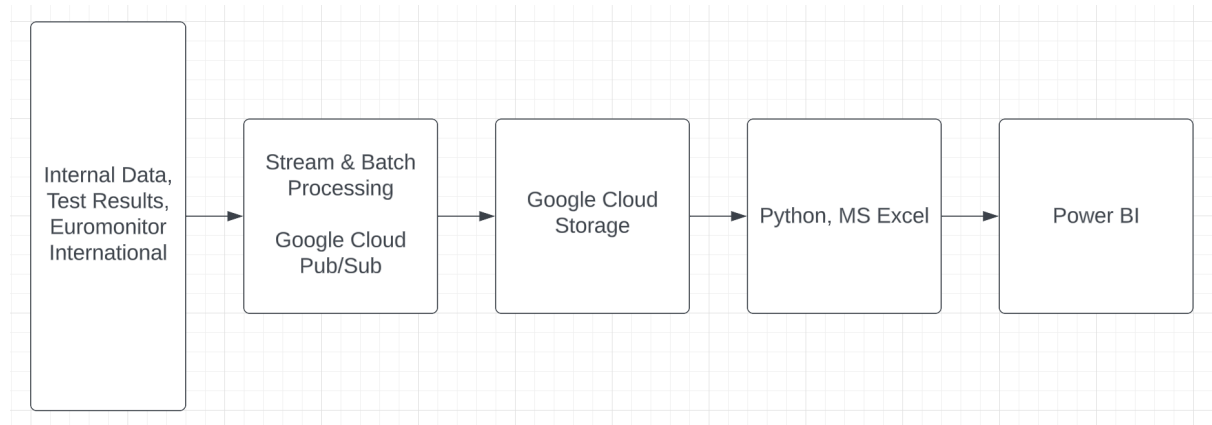 Internal Data,
Test Results,
Euromonitor
International
Stream & Batch
Processing
Google Cloud
Pub/Sub
Google Cloud
Storage
Python, MS Excel
Power BI